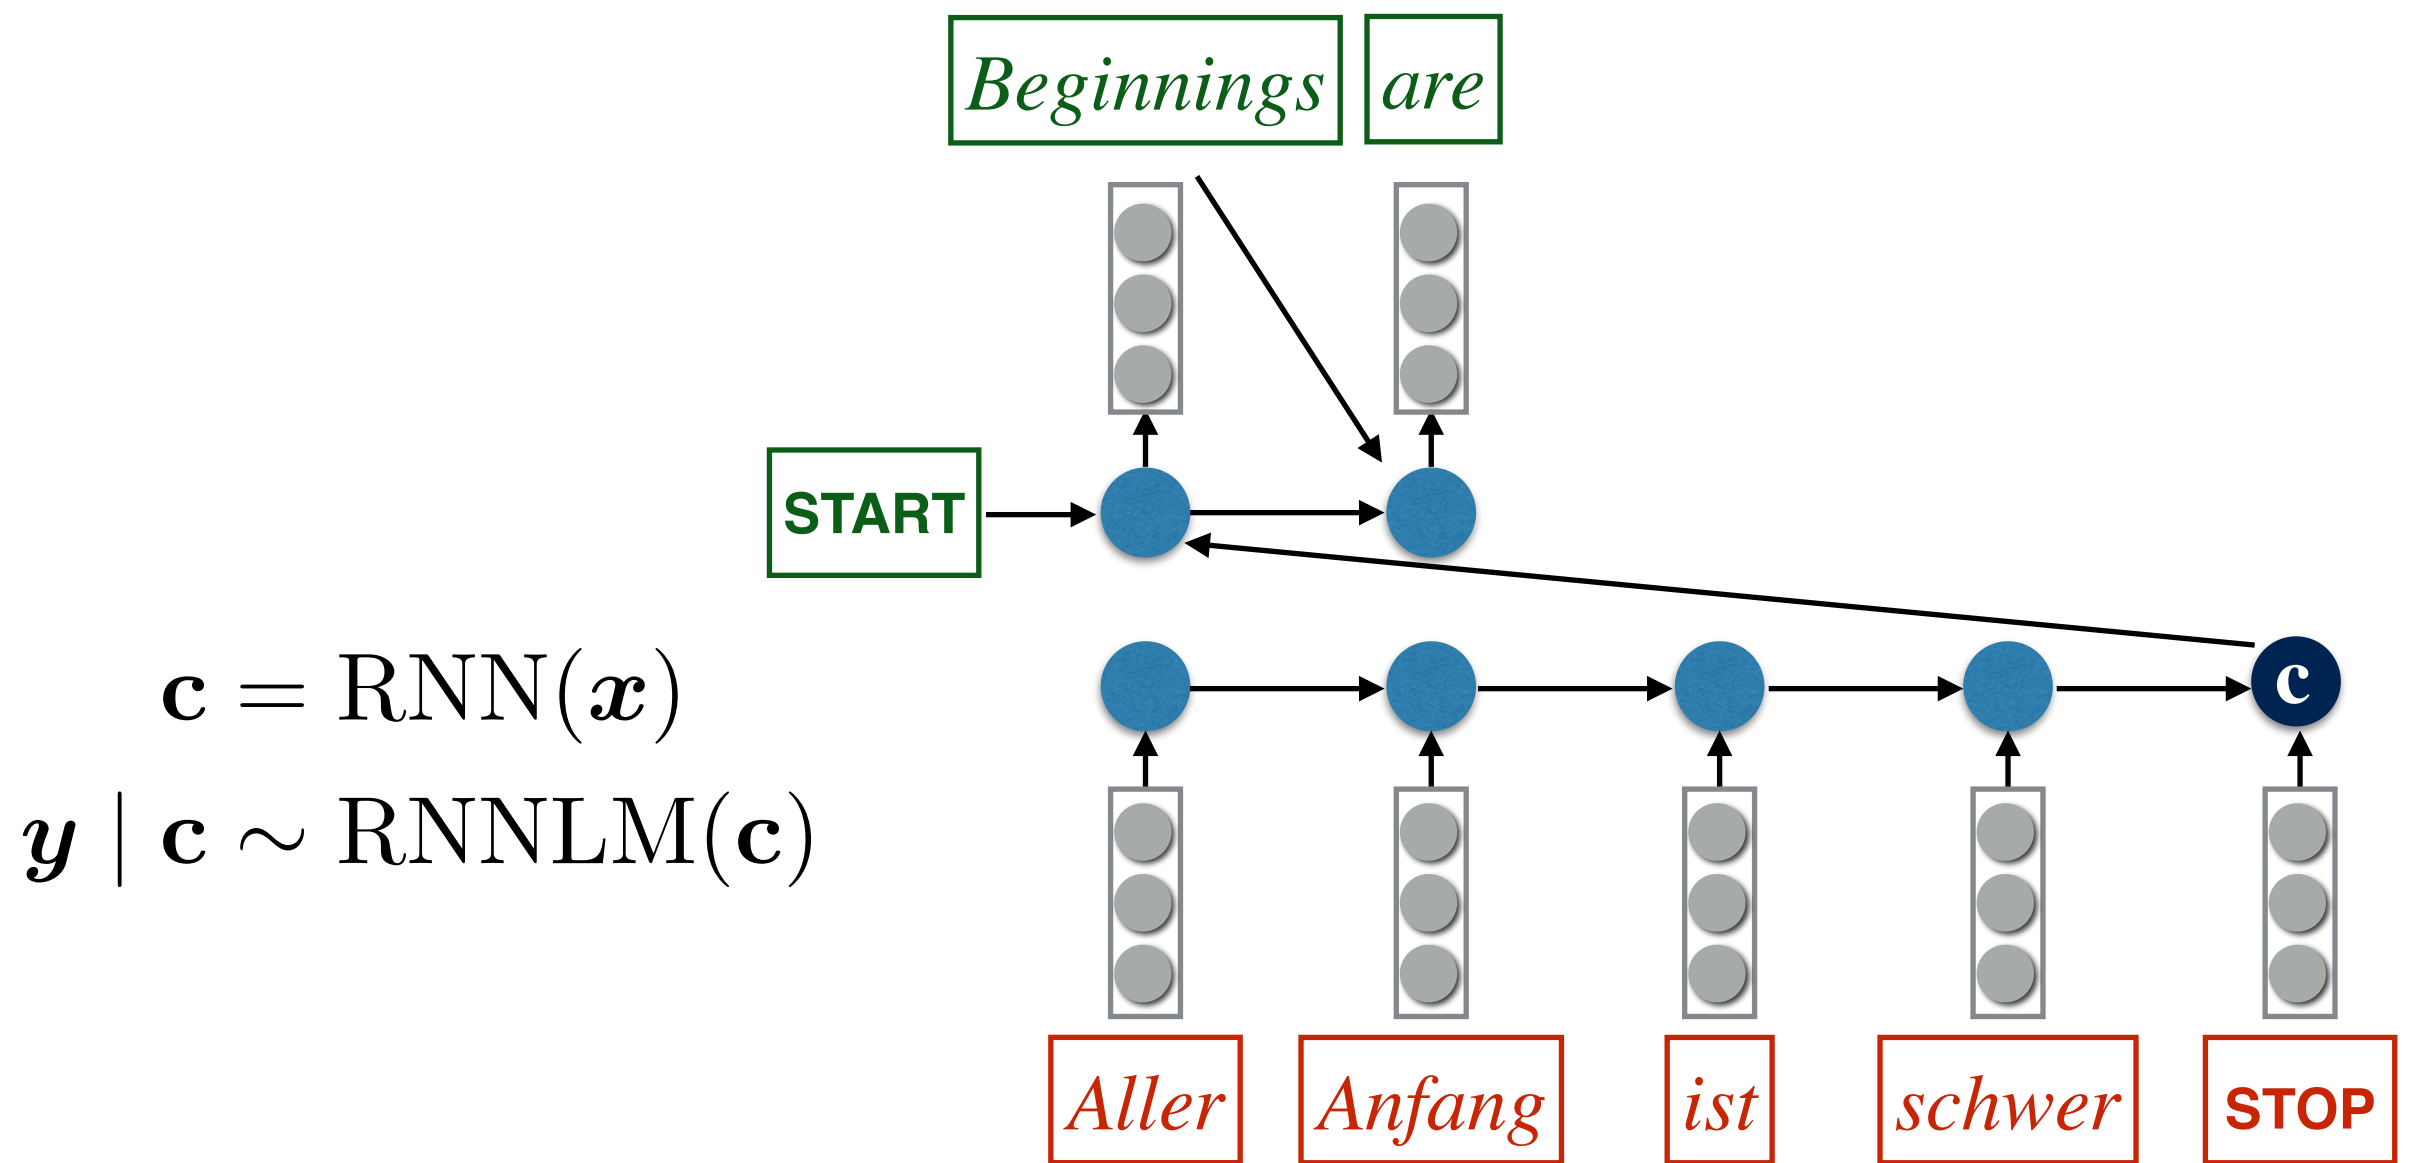 Beginnings are
START
c = RNN(x)
c
y | c ∼ RNNLM(c)
Aller Anfang ist schwer STOP